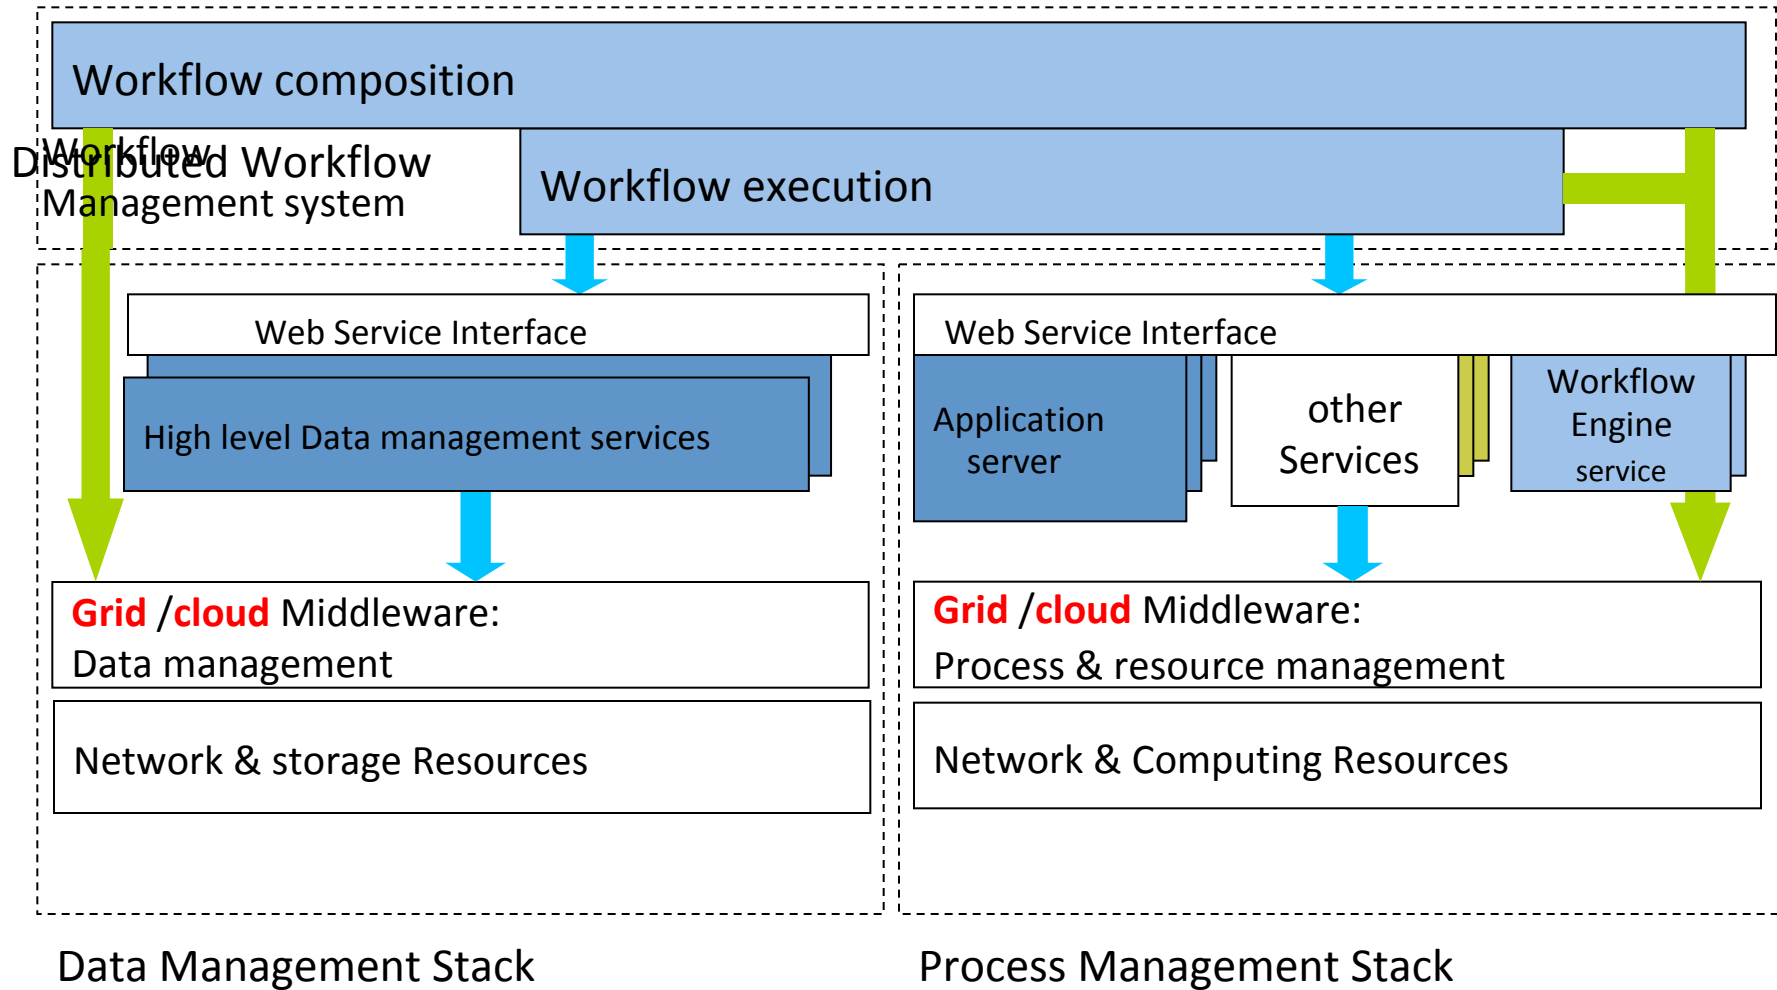 Workflow composition
Workflow
Distributed Workflow
Management system
Workflow execution
Web Service Interface
High level Data management services
Grid /cloud Middleware:
Data management
Network & storage Resources
Data Management Stack
Web Service Interface
Application
server
other
Services
Workflow
Engine
service
Grid /cloud Middleware:
Process & resource management
Network & Computing Resources
Process Management Stack